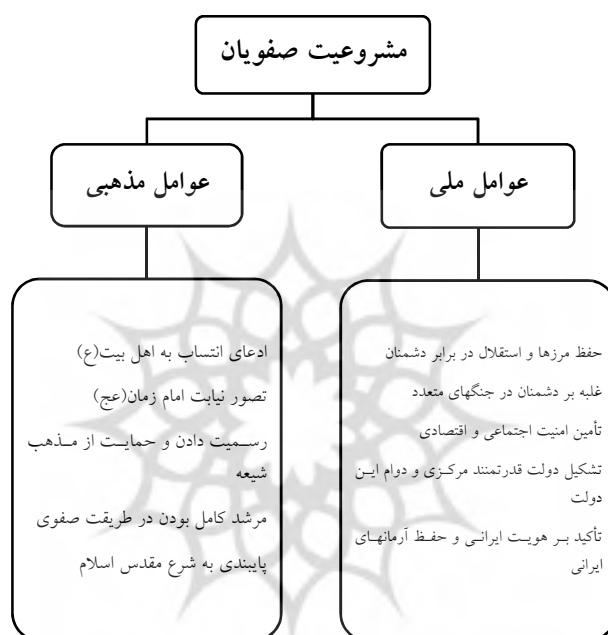 مشروعیت صفویان
عوامل ملی
حفظ مرزها و استقلال در برابر دشمنان
غلبه بر دشمنان در جنگهای متعدد
تأمین امنیت اجتماعی و اقتصادی
تشکیل دولت قدرتمند مرکزی و دوام این
دولت
تأکید بر هویت ایرانی و حفظ آرمانهای
ایرانی
عوامل مذهبی
ادعای انتساب به اهل بیت(ع)
تصور نیابت امام زمان(عج)
رسمیت دادن و حمایت از مذهب
شیعه
مرشد کامل بودن در طریقت صفوی
پایبندی به شرع مقدس اسلام